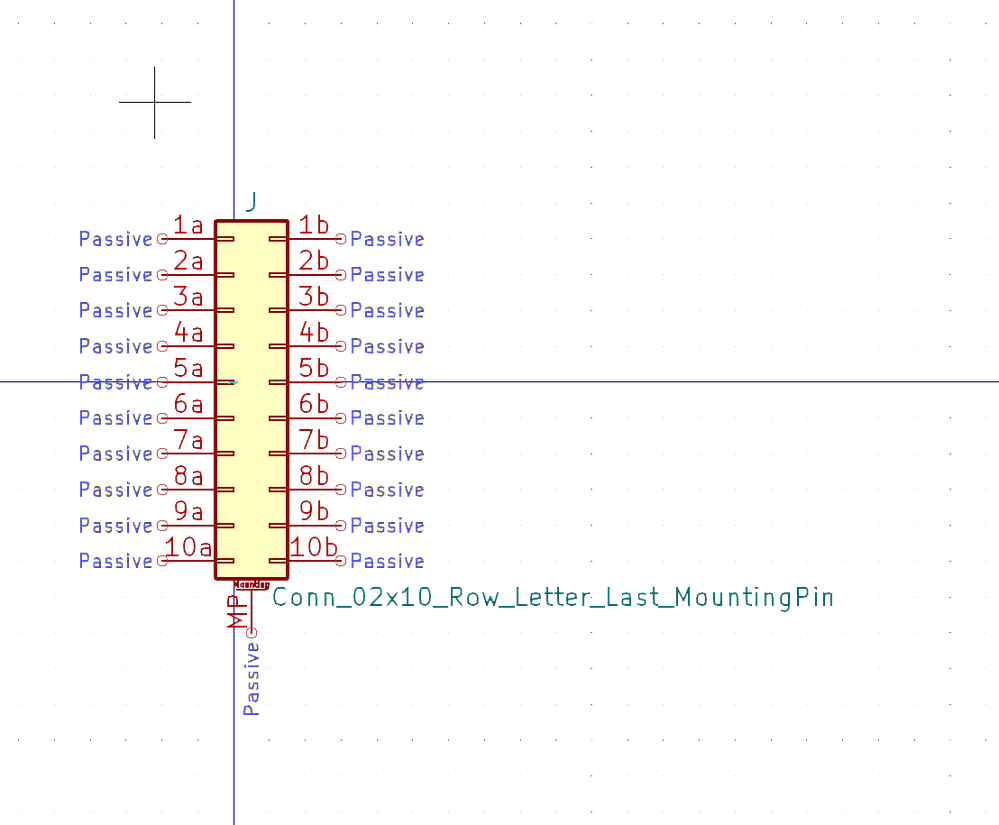 J
1a 1b
Passive Passive
2a 2b
Passive Passive
3a 3b
Passive Passive
4a 4b
Passive Passive
5a 5b
Passive Passive
6a 6b
Passive Passive
7a 7b
Passive Passive
8a 8b
Passive Passive
9a 9b
Passive Passive
10a 10b
Passive Passive
Mounting
MP
Conn_02x10_Row_Letter_Last_MountingPin
Passive